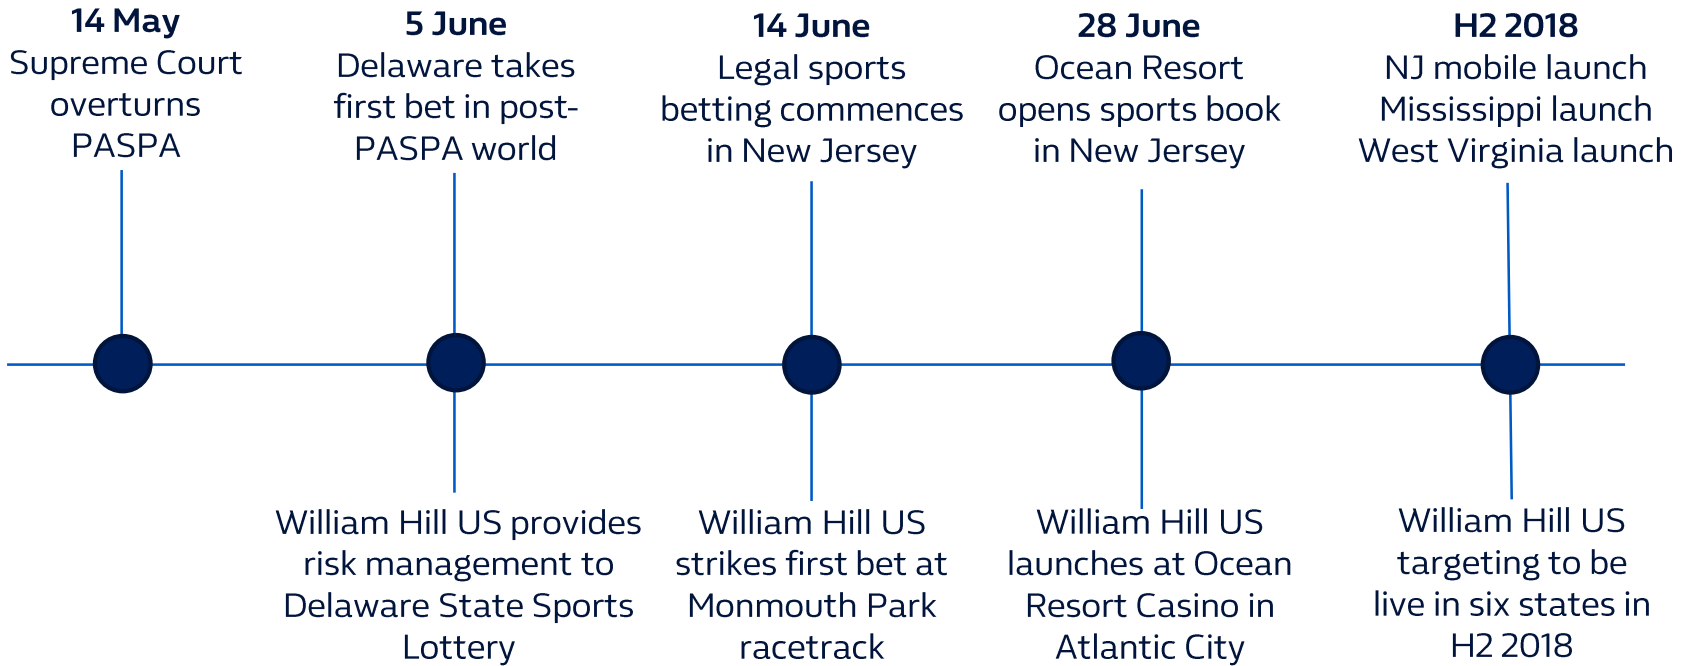 14 May
Supreme Court
overturns
PASPA
5 June
Delaware takes
first bet in post-
PASPA world
14 June
Legal sports
betting commences
in New Jersey
28 June
Ocean Resort
opens sports book
in New Jersey
H2 2018
NJ mobile launch
Mississippi launch
West Virginia launch
William Hill US provides
risk management to
Delaware State Sports
Lottery
William Hill US
strikes first bet at
Monmouth Park
racetrack
William Hill US
launches at Ocean
Resort Casino in
Atlantic City
William Hill US
targeting to be
live in six states in
H2 2018